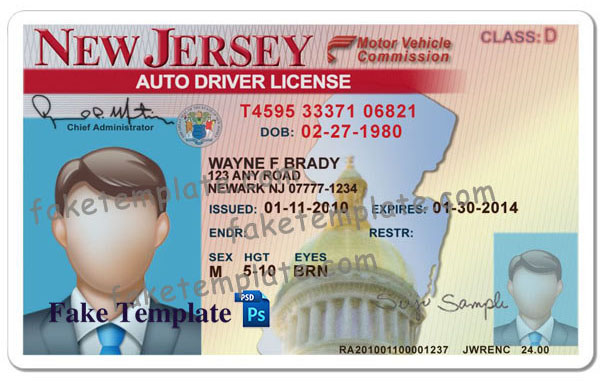 NEW JERSEY
Motor Vehicle
Commission
CLASS: D
AUTO DRIVER LICENSE
Chief Administrator
T4595 33371 06821
DOB: 02-27-1980
WAYNE F BRADY
123 ANY ROAD
NEWARK NJ 07777-1234
ISSUED: 01-11-2010 EXPIRES: 01-30-2014
ENDR: RESTR:
SEX HGT EYES
M 5-10 BRN
faketemplate.com
faketemplate.com
faketemplate.com
Fake Template PSD Ps
Suzie Sample
RA201001100001237 JWRENC 24.00